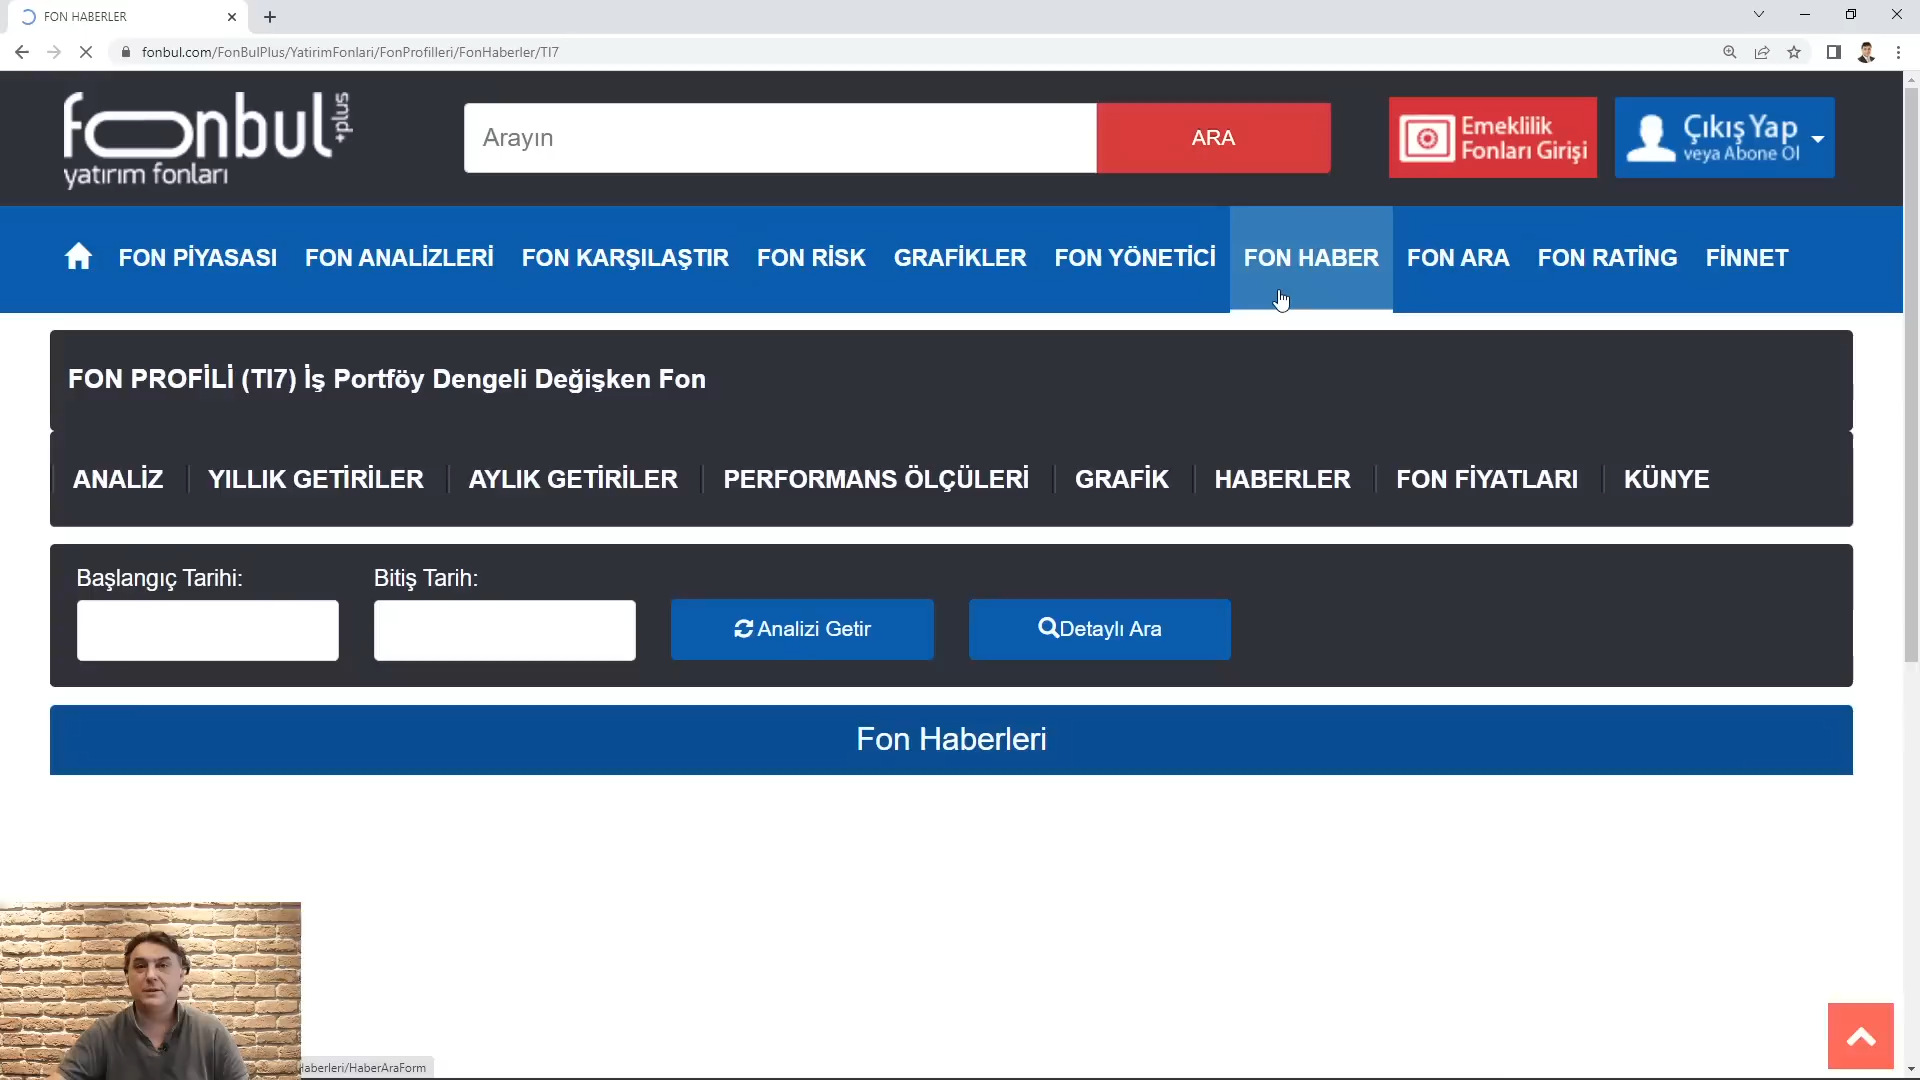 FON HABERLER
fonbul.com/FonBulPlus/YatirimFonlari/FonProfilleri/FonHaberler/TI7
fonbul +plus
yatırım fonları
Arayın
ARA
Emeklilik
Fonları Girişi
Çıkış Yap
veya Abone Ol
FON PİYASASI FON ANALİZLERİ FON KARŞILAŞTIR FON RİSK GRAFİKLER FON YÖNETİCİ FON HABER FON ARA FON RATİNG FİNNET
FON PROFİLİ (TI7) İş Portföy Dengeli Değişken Fon
ANALİZ YILLIK GETİRİLER AYLIK GETİRİLER PERFORMANS ÖLÇÜLERİ GRAFİK HABERLER FON FİYATLARI KÜNYE
Başlangıç Tarihi: Bitiş Tarih:
Analizi Getir Detaylı Ara
Fon Haberleri
Haberleri/HaberAraForm